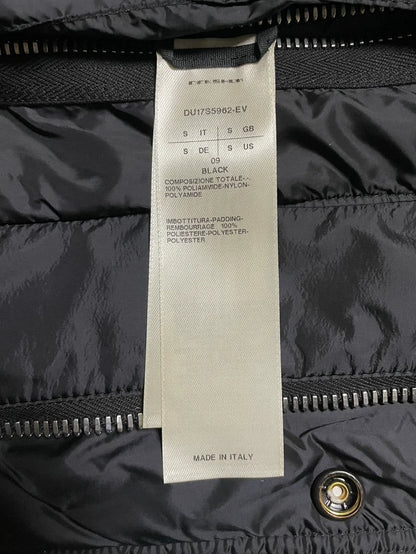 DU17S5962-EV
S IT S GB
S DE S US
09
BLACK
COMPOSIZIONE TOTALE-.-
100% POLIAMMIDE-NYLON-
POLYAMIDE
IMBOTTITURA-PADDING-
REMBOURRAGE 100%
POLIESTERE-POLYESTER-
POLYESTER
MADE IN ITALY